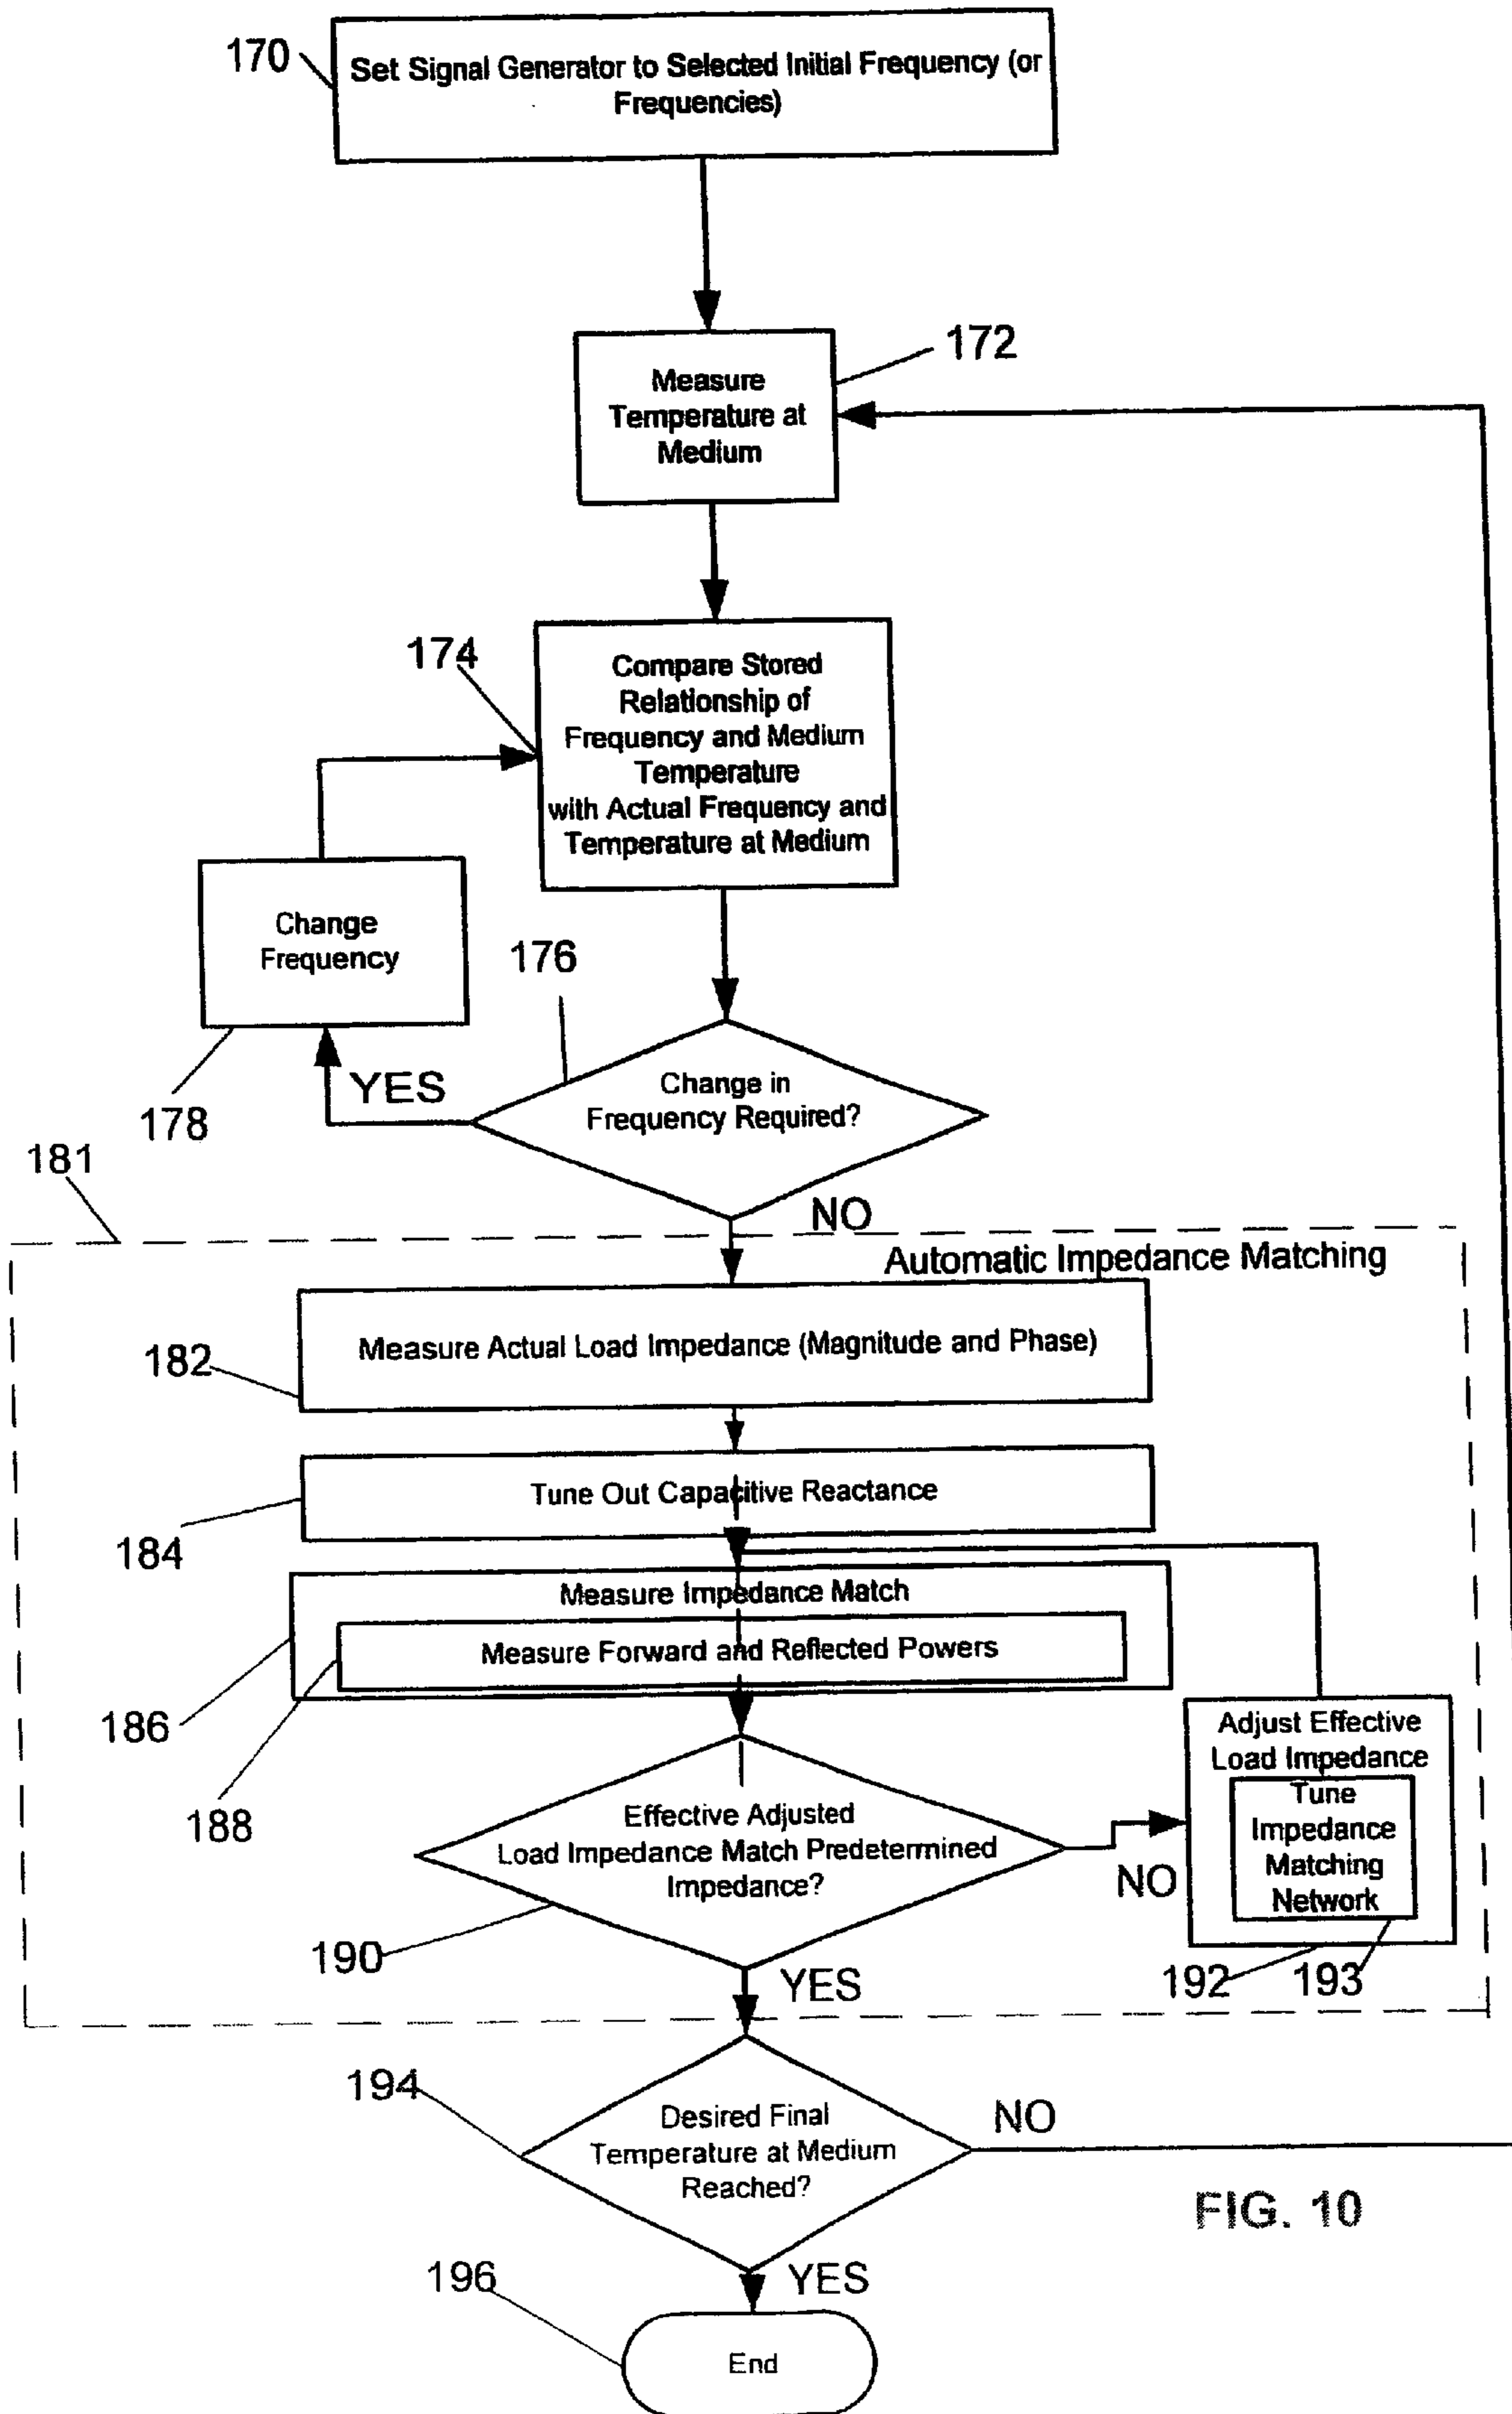 170
Set Signal Generator to Selected Initial Frequency (or
Frequencies)
172
Measure
Temperature at
Medium
174
Compare Stored
Relationship of
Frequency and Medium
Temperature
with Actual Frequency and
Temperature at Medium
Change
Frequency
178
176
Change in
Frequency Required?
YES
NO
181
Automatic Impedance Matching
182
Measure Actual Load Impedance (Magnitude and Phase)
184
Tune Out Capacitive Reactance
186
Measure Impedance Match
188
Measure Forward and Reflected Powers
190
Effective Adjusted
Load Impedance Match Predetermined
Impedance?
NO
Adjust Effective
Load Impedance
Tune
Impedance
Matching
Network
192
193
YES
194
Desired Final
Temperature at Medium
Reached?
NO
FIG. 10
YES
196
End